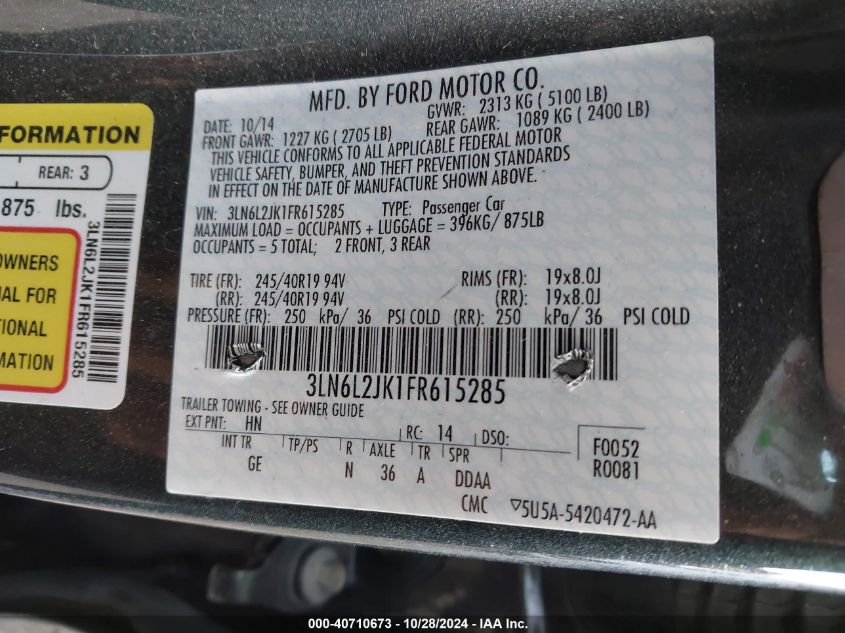 FORMATION
REAR: 3
875 lbs.
OWNERS
AL FOR
TIONAL
MATION
3LN6L2JK1FR615285
MFD. BY FORD MOTOR CO.
DATE: 10/14 GVWR: 2313 KG ( 5100 LB)
FRONT GAWR: 1227 KG ( 2705 LB) REAR GAWR: 1089 KG ( 2400 LB)
THIS VEHICLE CONFORMS TO ALL APPLICABLE FEDERAL MOTOR
VEHICLE SAFETY, BUMPER, AND THEFT PREVENTION STANDARDS
IN EFFECT ON THE DATE OF MANUFACTURE SHOWN ABOVE.
VIN: 3LN6L2JK1FR615285 TYPE: Passenger Car
MAXIMUM LOAD = OCCUPANTS + LUGGAGE = 396KG/ 875LB
OCCUPANTS = 5 TOTAL; 2 FRONT, 3 REAR
TIRE (FR): 245/40R19 94V RIMS (FR): 19x8.0J
(RR): 245/40R19 94V (RR): 19x8.0J
PRESSURE (FR): 250 kPa/ 36 PSI COLD (RR): 250 kPa/ 36 PSI COLD
3LN6L2JK1FR615285
TRAILER TOWING - SEE OWNER GUIDE
EXT PNT: HN RC: 14 DSO: F0052
INT TR TP/PS R AXLE TR SPR R0081
GE N 36 A DDAA
CMC ▽5U5A-5420472-AA
000-40710673 - 10/28/2024 - IAA Inc.